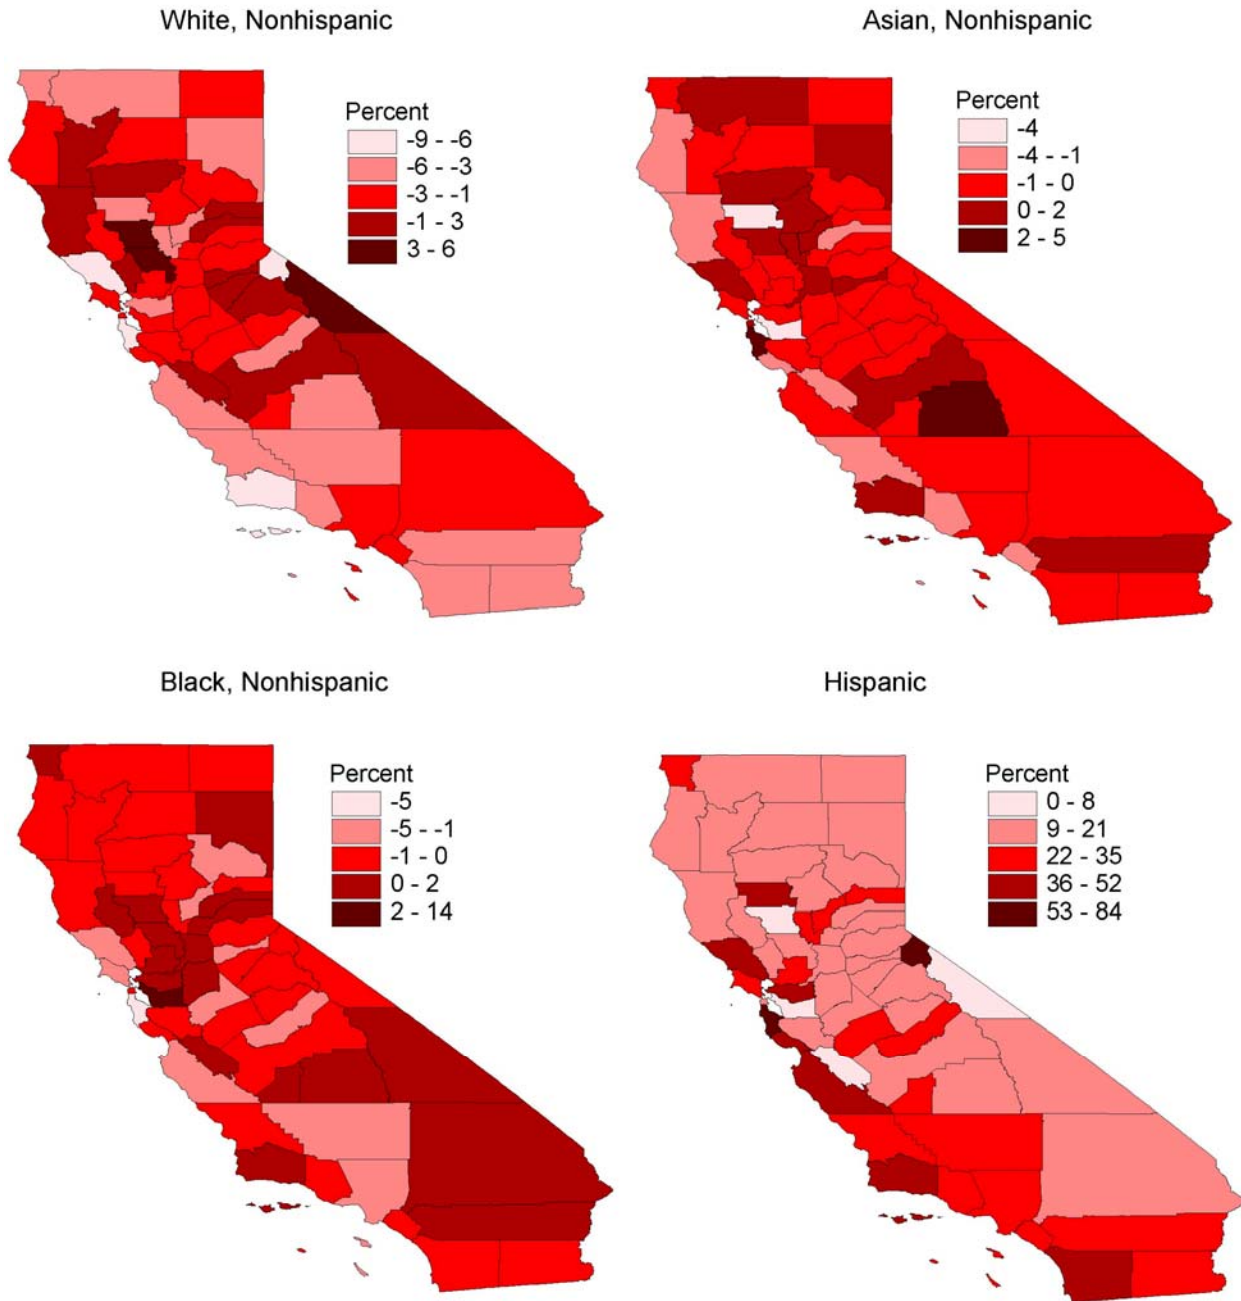 White, Nonhispanic
Percent
-9 - -6
-6 - -3
-3 - -1
-1 - 3
3 - 6
Asian, Nonhispanic
Percent
-4
-4 - -1
-1 - 0
0 - 2
2 - 5
Black, Nonhispanic
Percent
-5
-5 - -1
-1 - 0
0 - 2
2 - 14
Hispanic
Percent
0 - 8
9 - 21
22 - 35
36 - 52
53 - 84